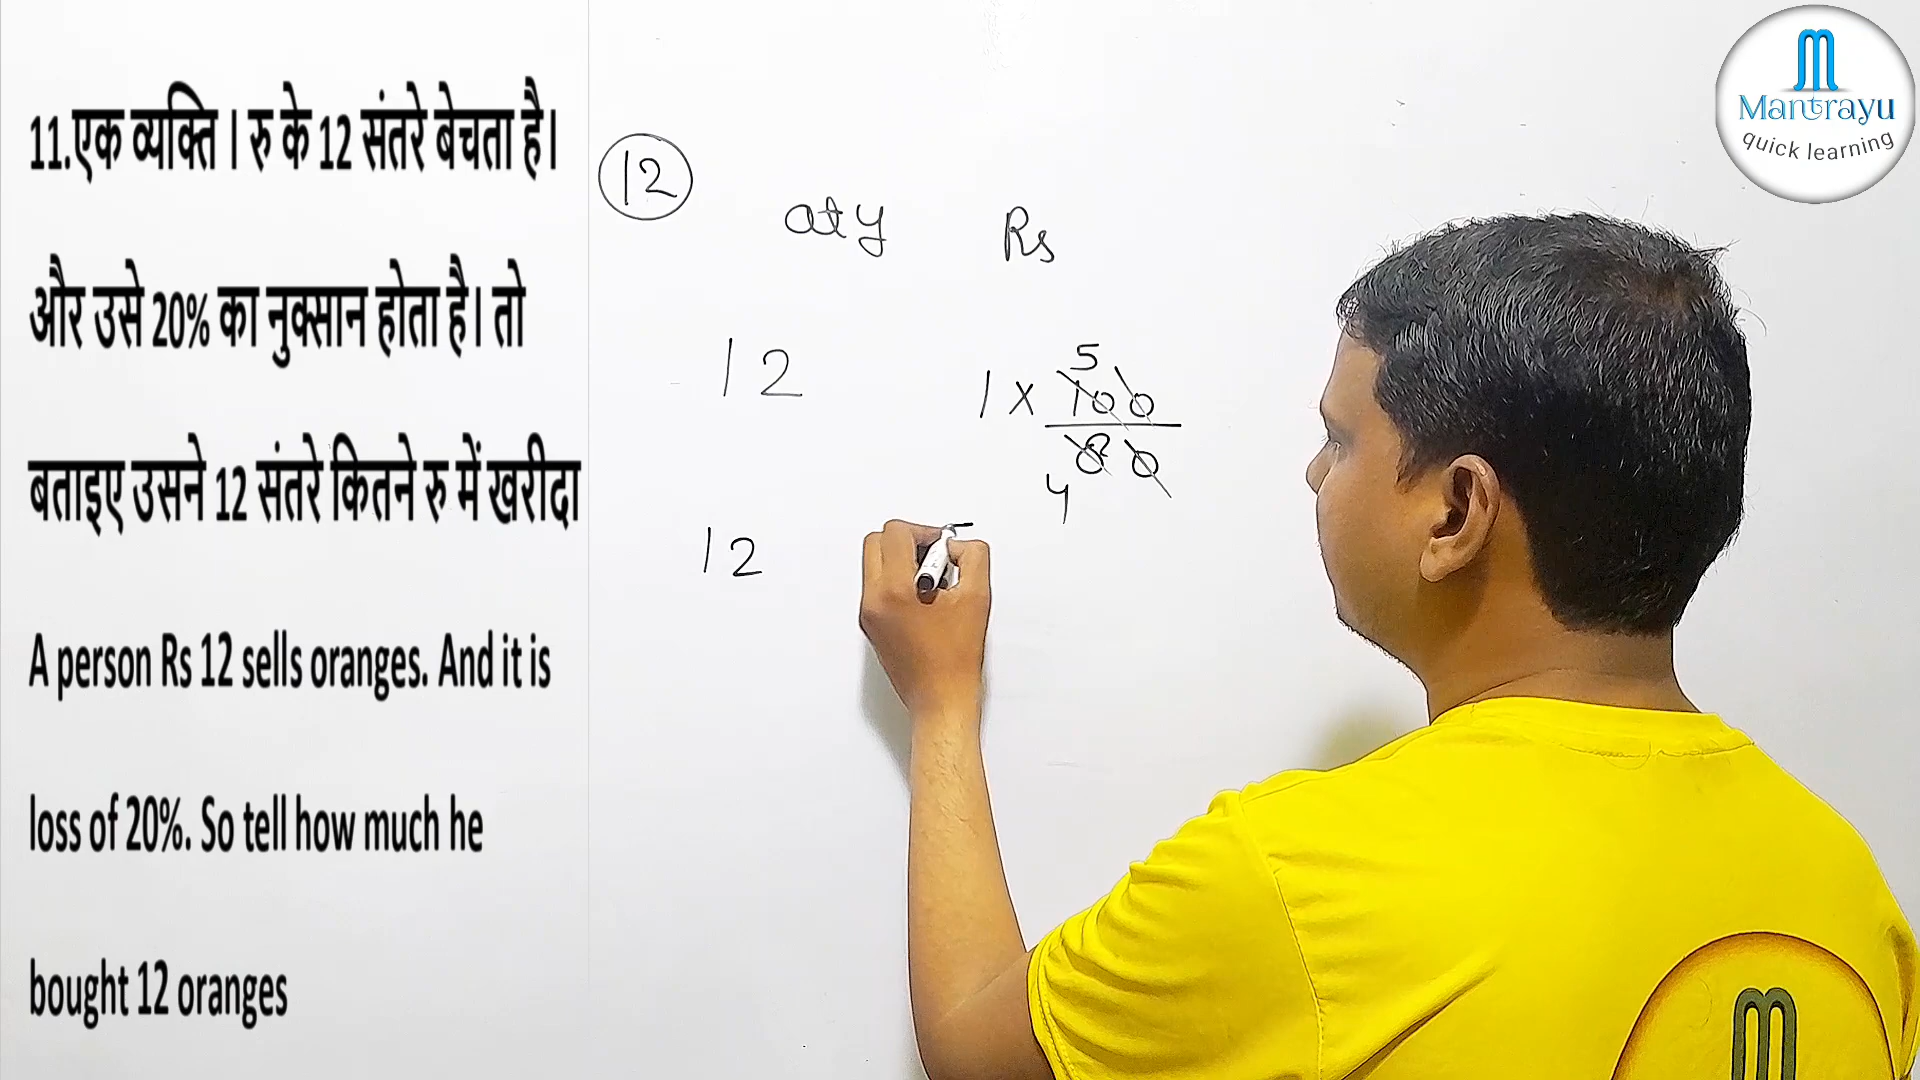 11.एक व्यक्ति । रु के 12 संतरे बेचता है।
और उसे 20% का नुक्सान होता है। तो
बताइए उसने 12 संतरे कितने रु में खरीदा
A person Rs 12 sells oranges. And it is
loss of 20%. So tell how much he
bought 12 oranges
12
Qty Rs
5
12 1 x 100
80
4
12
m
Mantrayu
quick learning
m